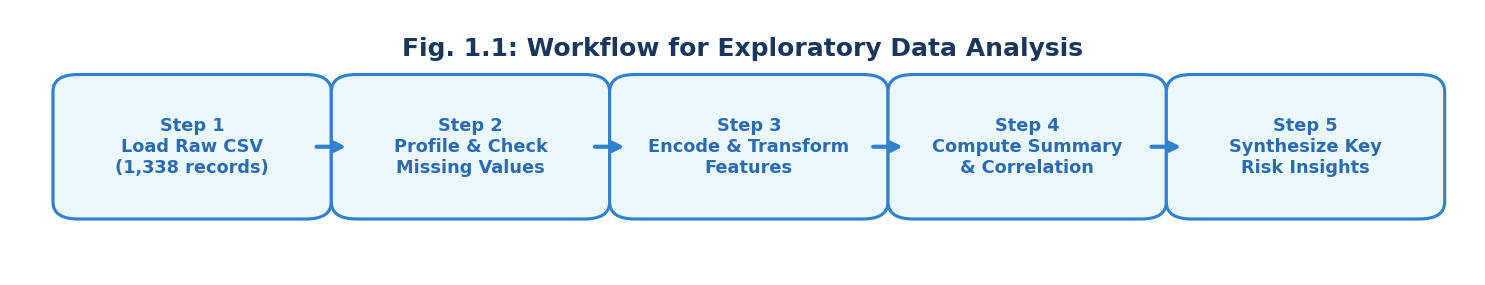 Fig. 1.1: Workflow for Exploratory Data Analysis
Step 1
Load Raw CSV
(1,338 records)
Step 2
Profile & Check
Missing Values
Step 3
Encode & Transform
Features
Step 4
Compute Summary
& Correlation
Step 5
Synthesize Key
Risk Insights